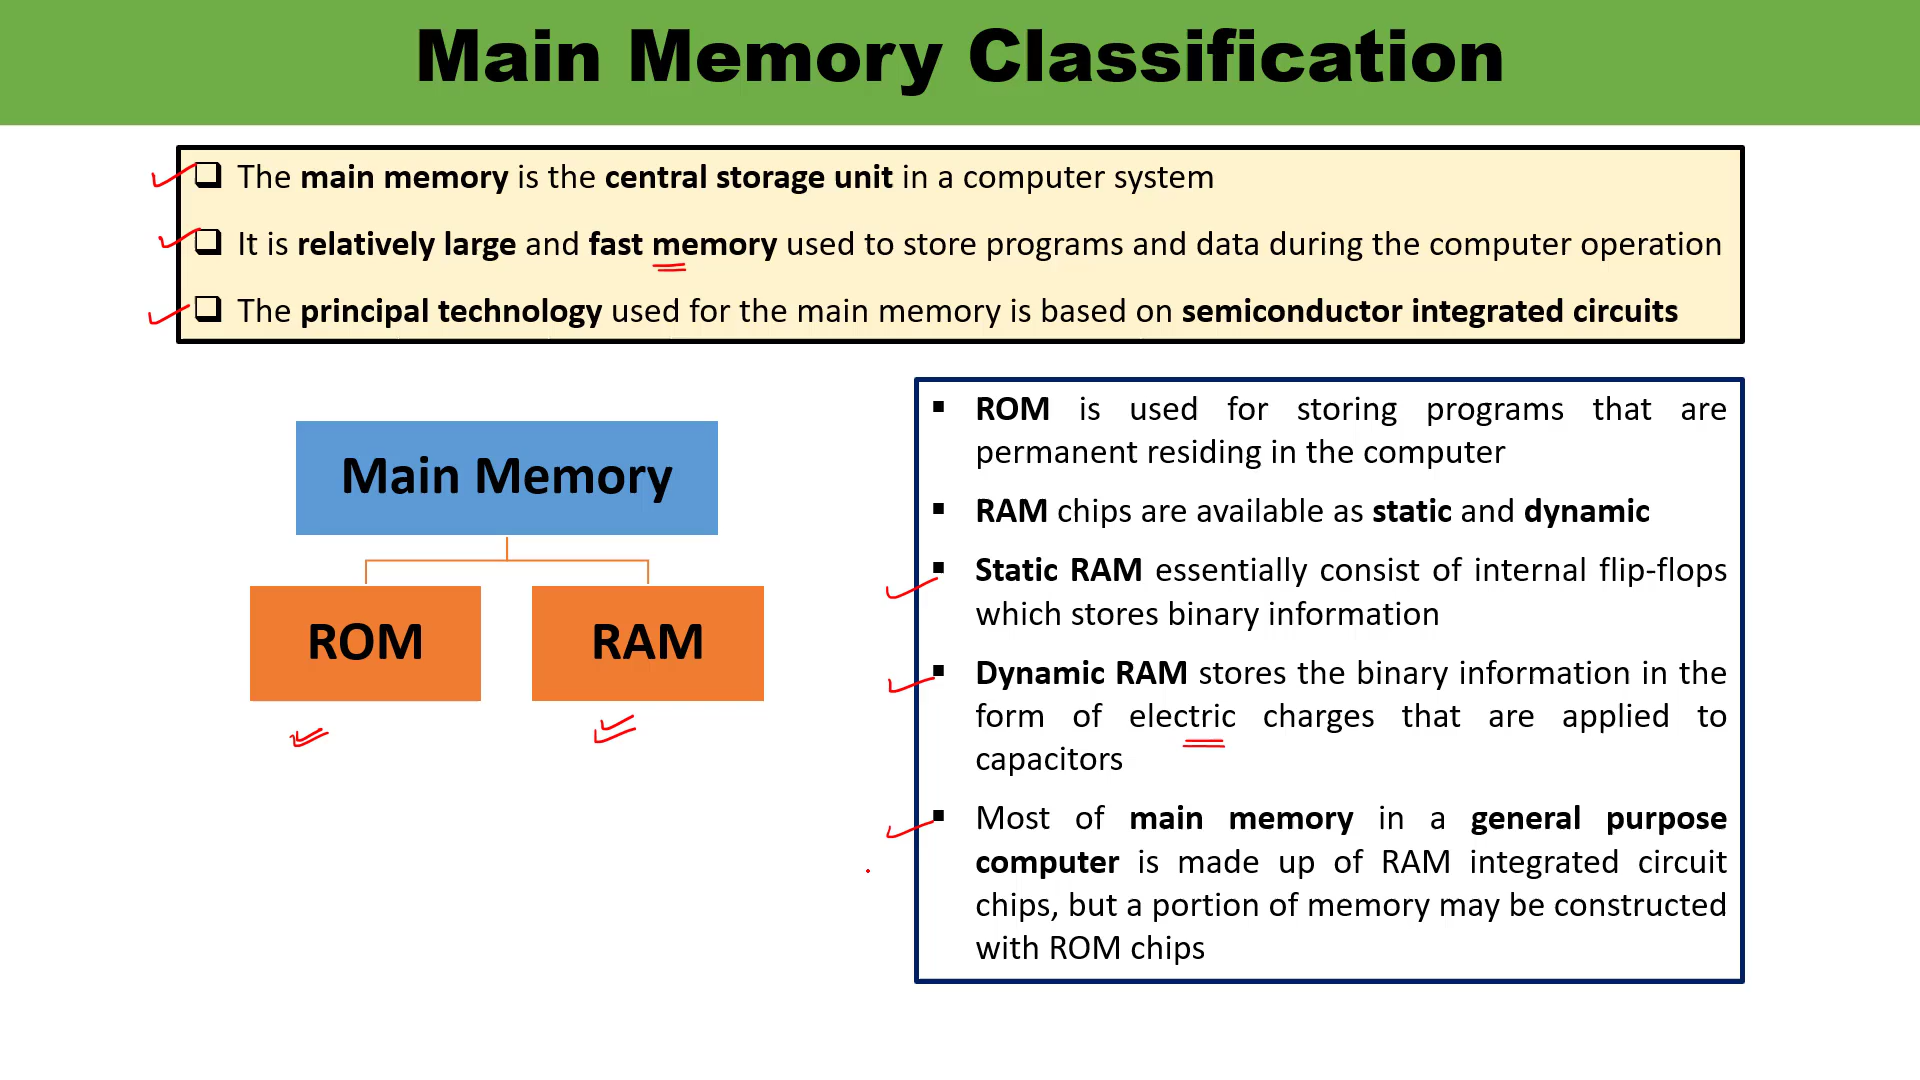 Main Memory Classification
The main memory is the central storage unit in a computer system
It is relatively large and fast memory used to store programs and data during the computer operation
The principal technology used for the main memory is based on semiconductor integrated circuits
Main Memory
ROM
RAM
ROM is used for storing programs that are
permanent residing in the computer
RAM chips are available as static and dynamic
Static RAM essentially consist of internal flip-flops
which stores binary information
Dynamic RAM stores the binary information in the
form of electric charges that are applied to
capacitors
Most of main memory in a general purpose
computer is made up of RAM integrated circuit
chips, but a portion of memory may be constructed
with ROM chips